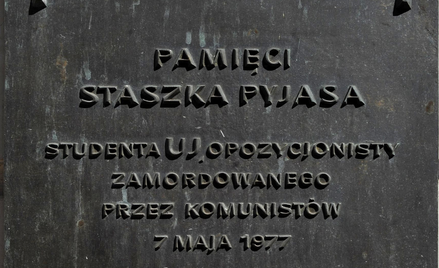 PAMIĘCI
STASZKA PYJASA
STUDENTA UJ, OPOZYCJONISTY
ZAMORDOWANEGO
PRZEZ KOMUNISTÓW
7 MAJA 1977